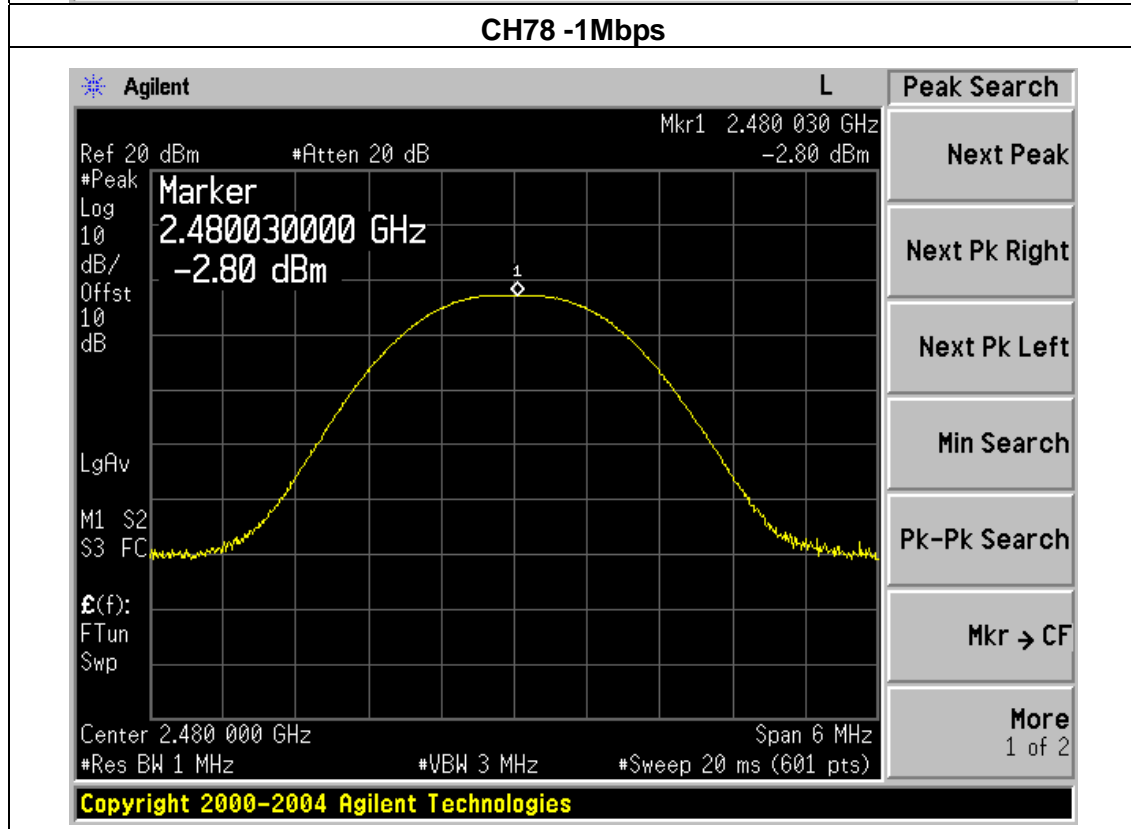 CH78 -1Mbps
Agilent L Peak Search
Mkr1 2.480 030 GHz
Ref 20 dBm #Atten 20 dB -2.80 dBm
#Peak
Log
10
dB/
Offst
10
dB
Marker
2.480030000 GHz
-2.80 dBm
1
LgAv
M1 S2
S3 FC
£(f):
FTun
Swp
Center 2.480 000 GHz Span 6 MHz
#Res BW 1 MHz #VBW 3 MHz #Sweep 20 ms (601 pts)
Copyright 2000-2004 Agilent Technologies
Next Peak
Next Pk Right
Next Pk Left
Min Search
Pk-Pk Search
Mkr → CF
More
1 of 2